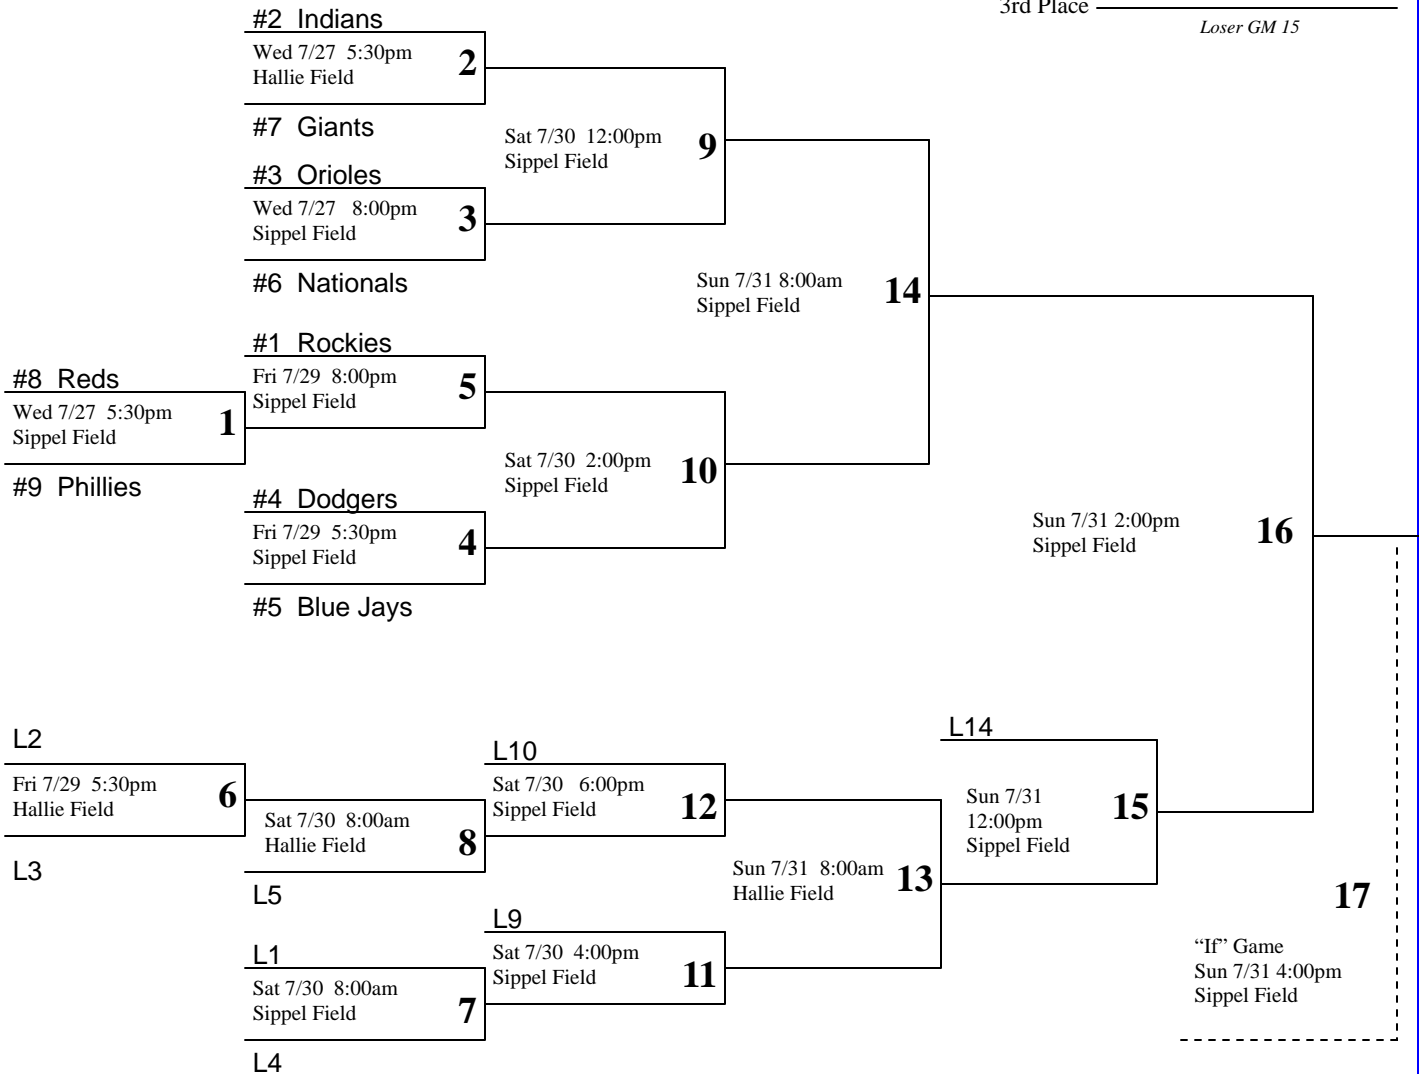 3rd Place
Loser GM 15
#2 Indians
Wed 7/27 5:30pm
Hallie Field
2
#7 Giants
Sat 7/30 12:00pm
Sippel Field
9
#3 Orioles
Wed 7/27 8:00pm
Sippel Field
3
#6 Nationals
Sun 7/31 8:00am
Sippel Field
14
#1 Rockies
Fri 7/29 8:00pm
Sippel Field
5
#8 Reds
Wed 7/27 5:30pm
Sippel Field
1
#9 Phillies
Sat 7/30 2:00pm
Sippel Field
10
#4 Dodgers
Fri 7/29 5:30pm
Sippel Field
4
#5 Blue Jays
Sun 7/31 2:00pm
Sippel Field
16
L2
Fri 7/29 5:30pm
Hallie Field
6
L3
Sat 7/30 8:00am
Hallie Field
8
L5
L10
Sat 7/30 6:00pm
Sippel Field
12
L14
Sun 7/31
12:00pm
Sippel Field
15
Sun 7/31 8:00am
Hallie Field
13
L9
Sat 7/30 4:00pm
Sippel Field
11
L1
Sat 7/30 8:00am
Sippel Field
7
L4
17
“If” Game
Sun 7/31 4:00pm
Sippel Field